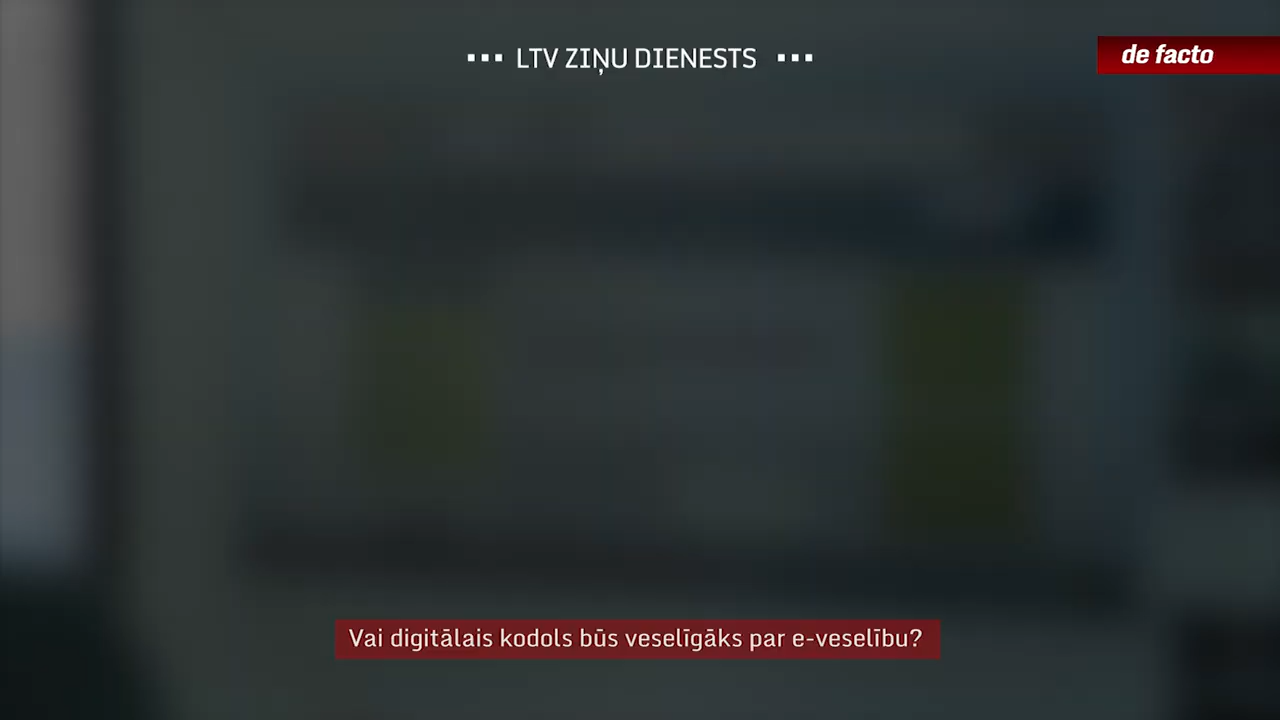 LTV ZIŅU DIENESTS
de facto
Vai digitālais kodols būs veselīgāks par e-veselību?